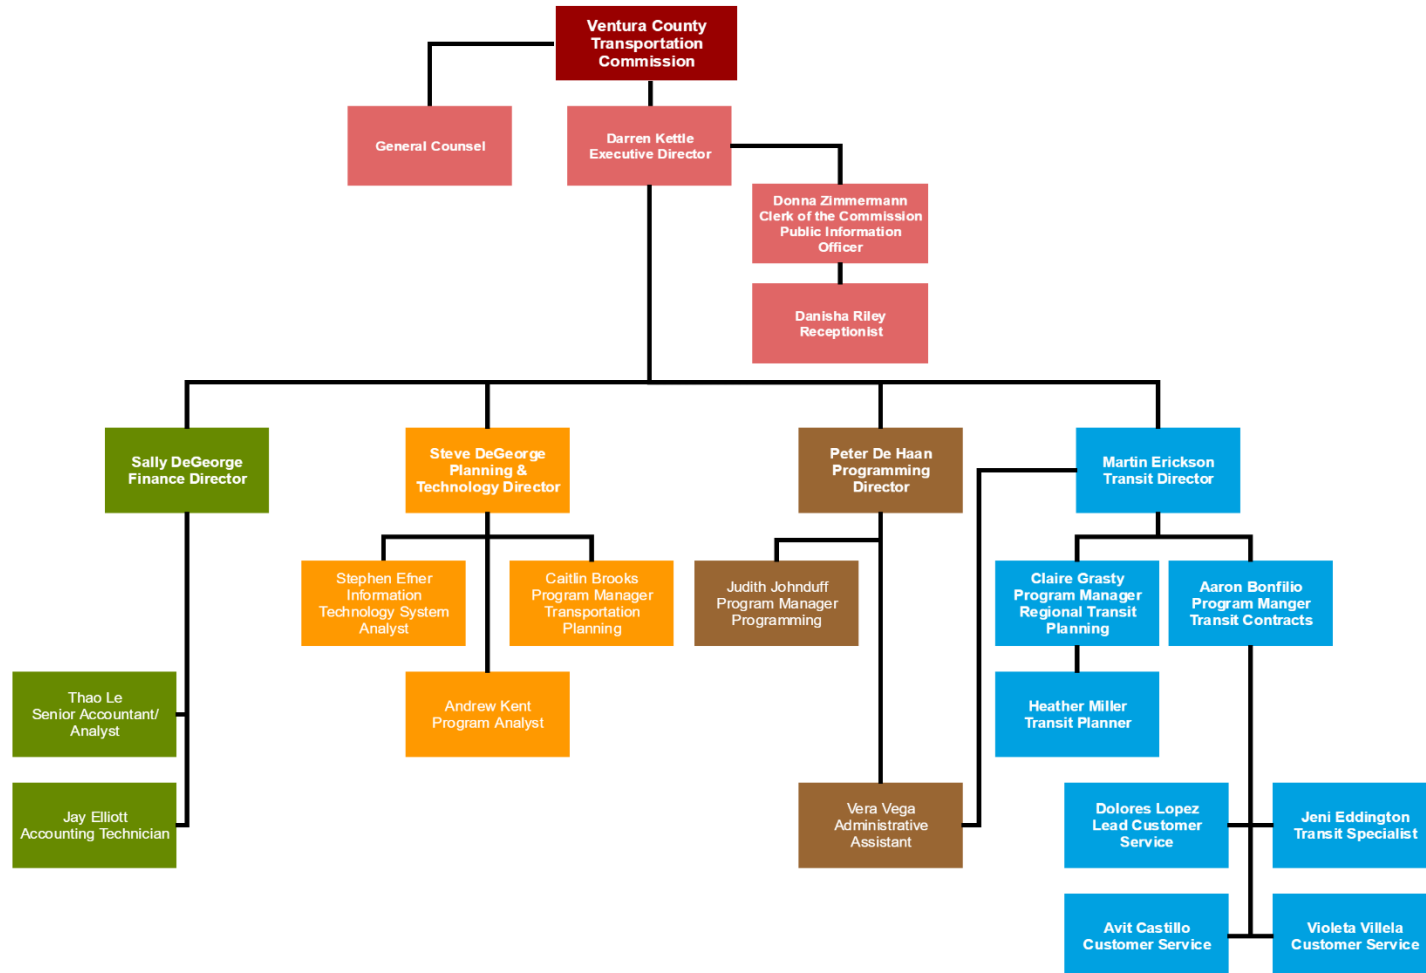 Ventura County
Transportation
Commission
General Counsel
Darren Kettle
Executive Director
Donna Zimmermann
Clerk of the Commission
Public Information
Officer
Danisha Riley
Receptionist
Sally DeGeorge
Finance Director
Steve DeGeorge
Planning &
Technology Director
Peter De Haan
Programming
Director
Martin Erickson
Transit Director
Stephen Efner
Information
Technology System
Analyst
Caitlin Brooks
Program Manager
Transportation
Planning
Judith Johnduff
Program Manager
Programming
Claire Grasty
Program Manager
Regional Transit
Planning
Aaron Bonfilio
Program Manger
Transit Contracts
Thao Le
Senior Accountant/
Analyst
Andrew Kent
Program Analyst
Heather Miller
Transit Planner
Jay Elliott
Accounting Technician
Vera Vega
Administrative
Assistant
Dolores Lopez
Lead Customer
Service
Jeni Eddington
Transit Specialist
Avit Castillo
Customer Service
Violeta Villela
Customer Service